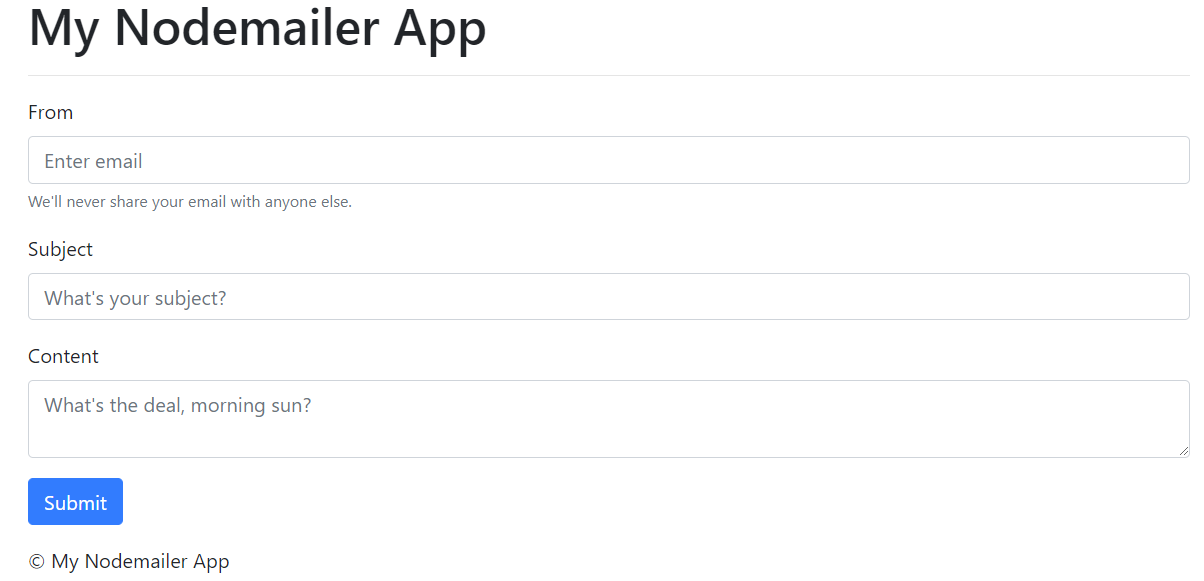 My Nodemailer App
From
Enter email
We'll never share your email with anyone else.
Subject
What's your subject?
Content
What's the deal, morning sun?
Submit
© My Nodemailer App